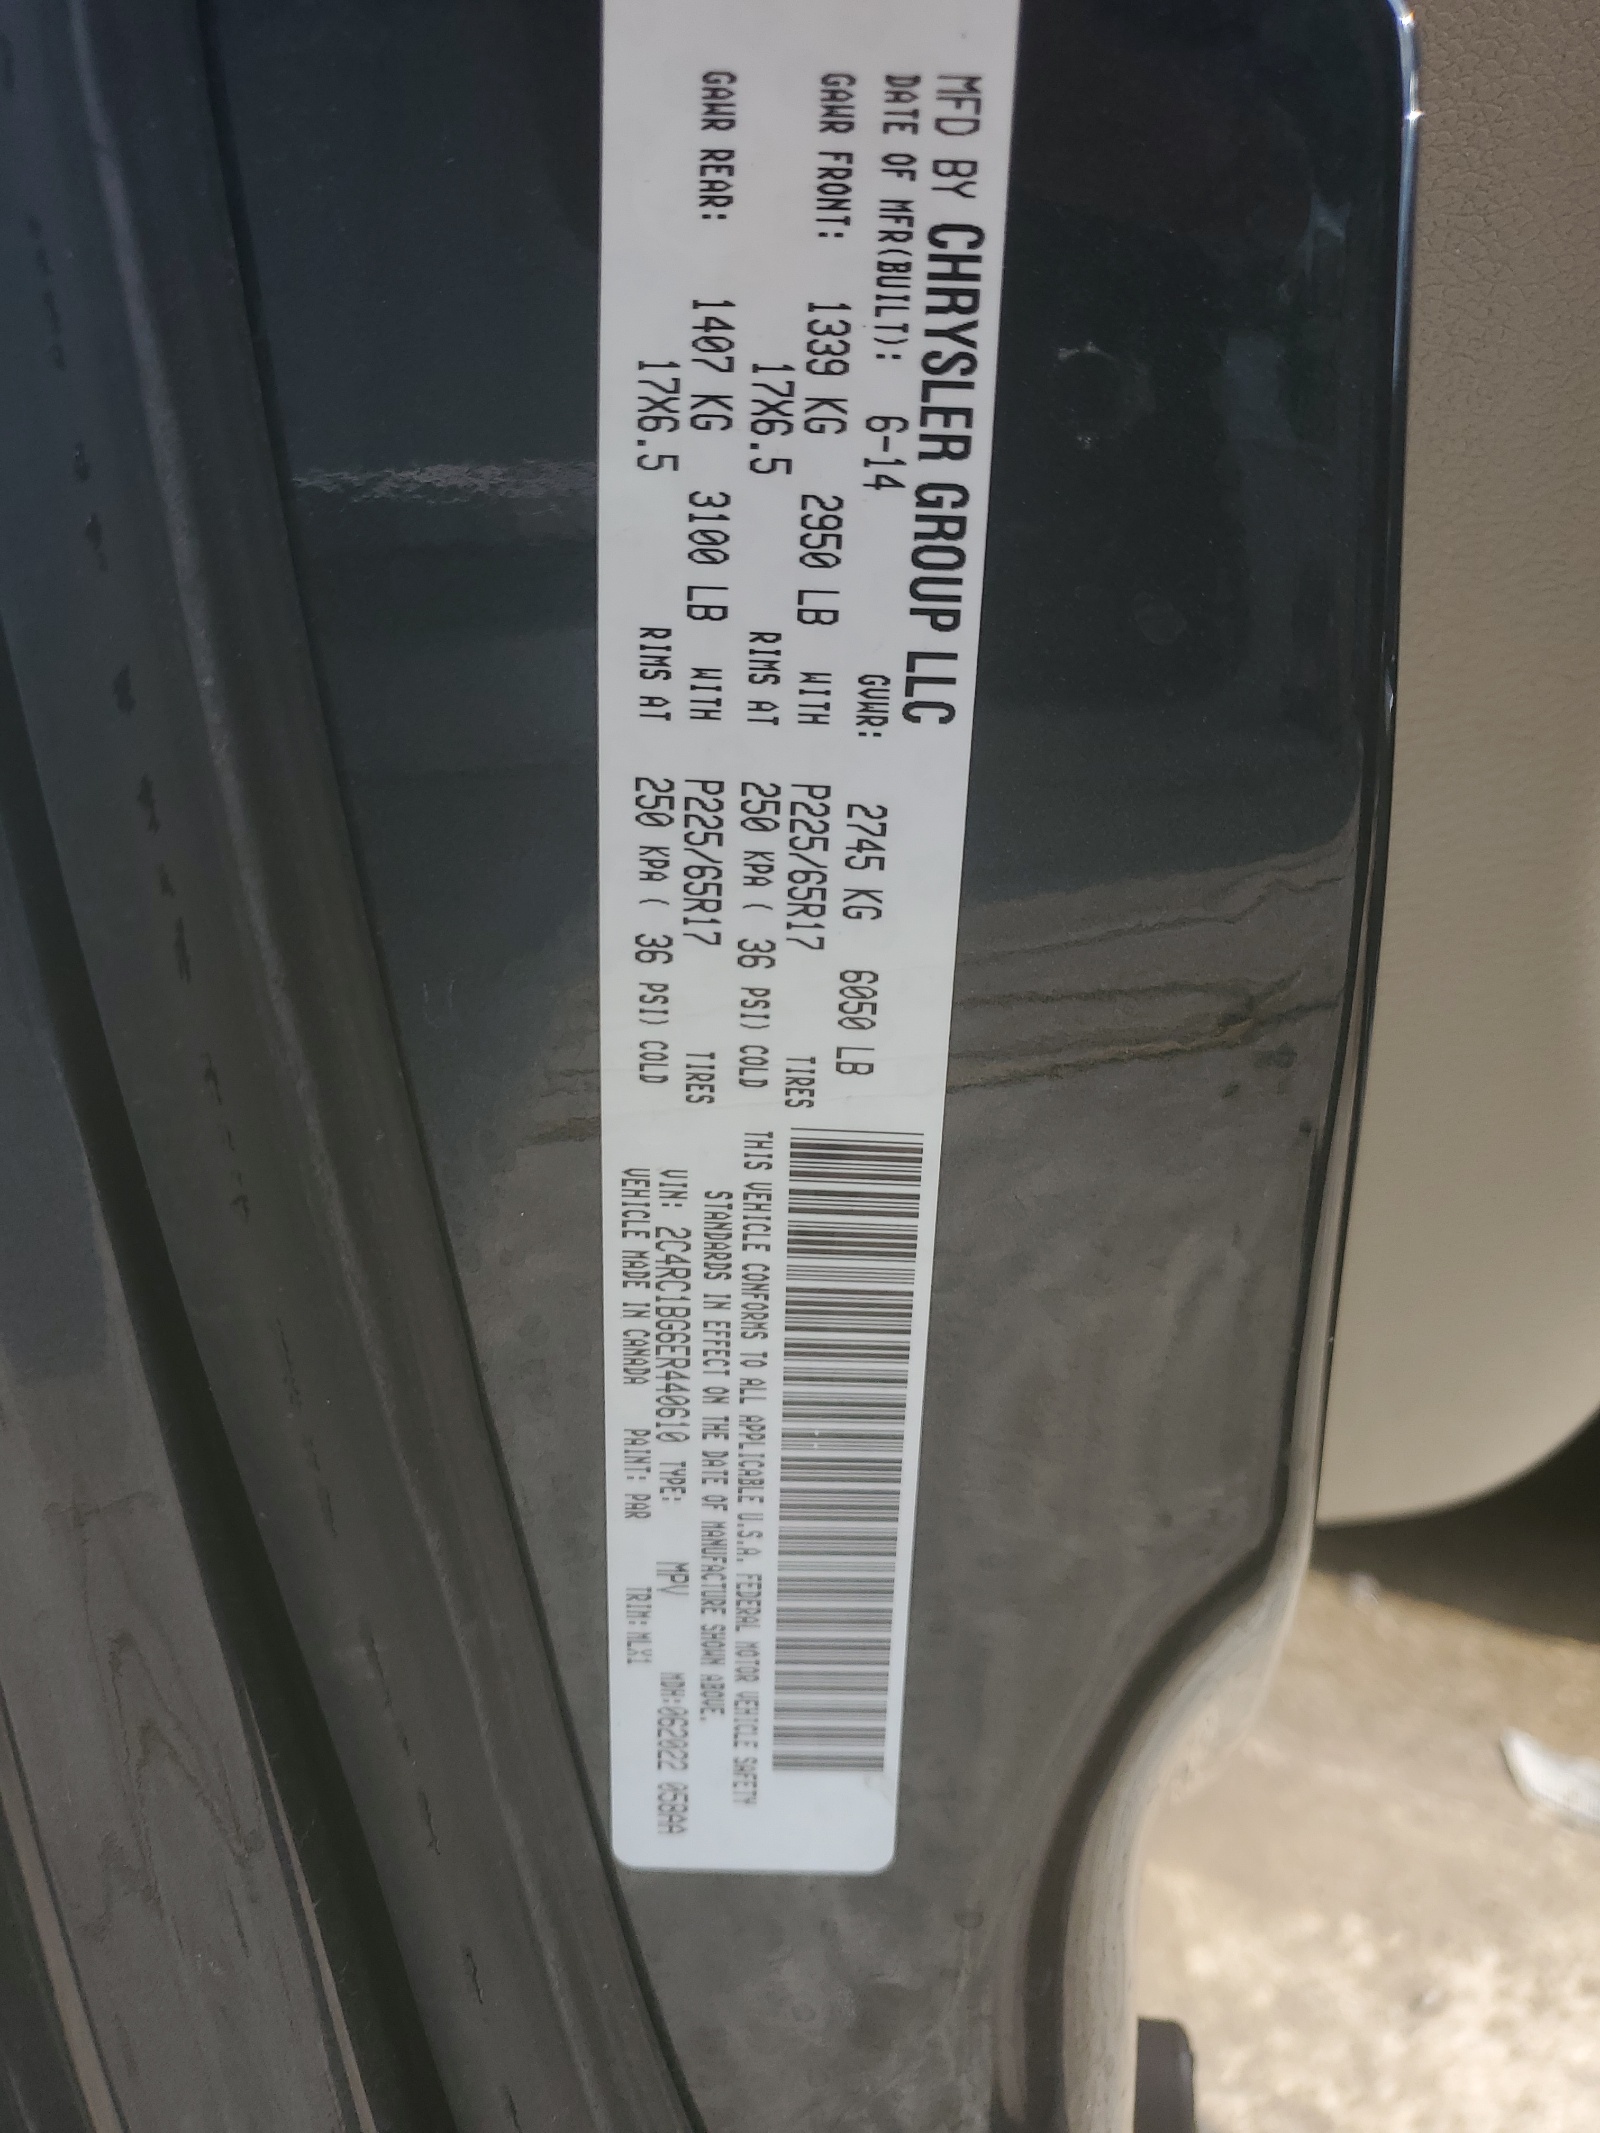 MFD BY CHRYSLER GROUP LLC
DATE OF MFR(BUILT): 6-14 GVWR: 2745 KG 6050 LB
GAWR FRONT: 1339 KG 2950 LB WITH P225/65R17 TIRES
17X6.5 RIMS AT 250 KPA ( 36 PSI) COLD
GAWR REAR: 1407 KG 3100 LB WITH P225/65R17 TIRES
17X6.5 RIMS AT 250 KPA ( 36 PSI) COLD
THIS VEHICLE CONFORMS TO ALL APPLICABLE U.S.A. FEDERAL MOTOR VEHICLE SAFETY
STANDARDS IN EFFECT ON THE DATE OF MANUFACTURE SHOWN ABOVE.
VIN: 2C4RC1BG6ER440610 TYPE: MPV MDH:062022 058AA
VEHICLE MADE IN CANADA PAINT: PAR TRIM:MLX1